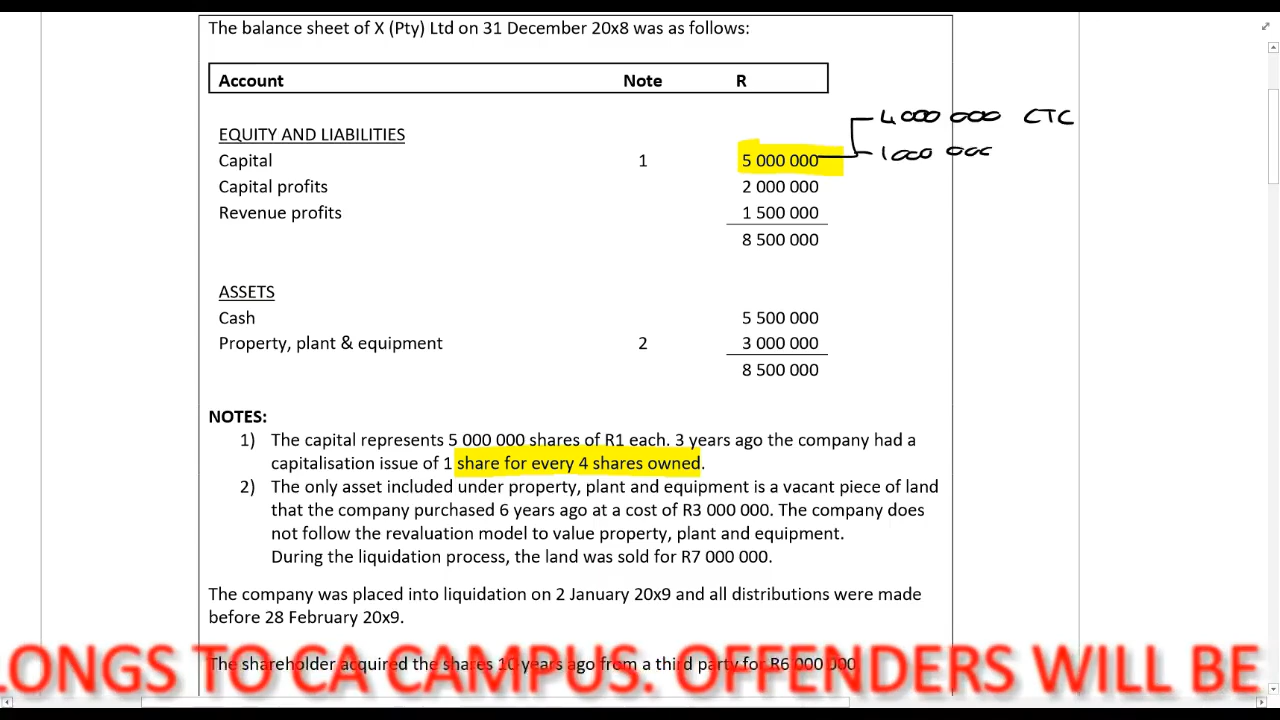 The balance sheet of X (Pty) Ltd on 31 December 20x8 was as follows:
Account Note R
4 000 000 CTC
EQUITY AND LIABILITIES
Capital 1 5 000 000
1 000 000
Capital profits 2 000 000
Revenue profits 1 500 000
8 500 000
ASSETS
Cash 5 500 000
Property, plant & equipment 2 3 000 000
8 500 000
NOTES:
1) The capital represents 5 000 000 shares of R1 each. 3 years ago the company had a
capitalisation issue of 1 share for every 4 shares owned.
2) The only asset included under property, plant and equipment is a vacant piece of land
that the company purchased 6 years ago at a cost of R3 000 000. The company does
not follow the revaluation model to value property, plant and equipment.
During the liquidation process, the land was sold for R7 000 000.
The company was placed into liquidation on 2 January 20x9 and all distributions were made
before 28 February 20x9.
The shareholder acquired the shares 10 years ago from a third party for R6 000 000
ONGS TO CA CAMPUS. OFFENDERS WILL BE